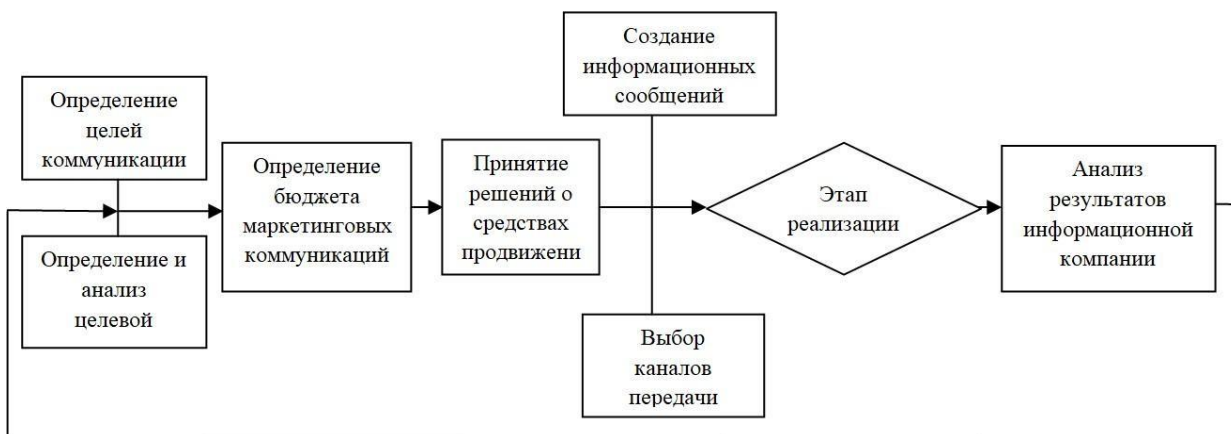 Определение
целей
коммуникации
Определение и
анализ
целевой
Определение
бюджета
маркетинговых
коммуникаций
Принятие
решений о
средствах
продвижени
Создание
информационных
сообщений
Выбор
каналов
передачи
Этап
реализации
Анализ
результатов
информационной
компании